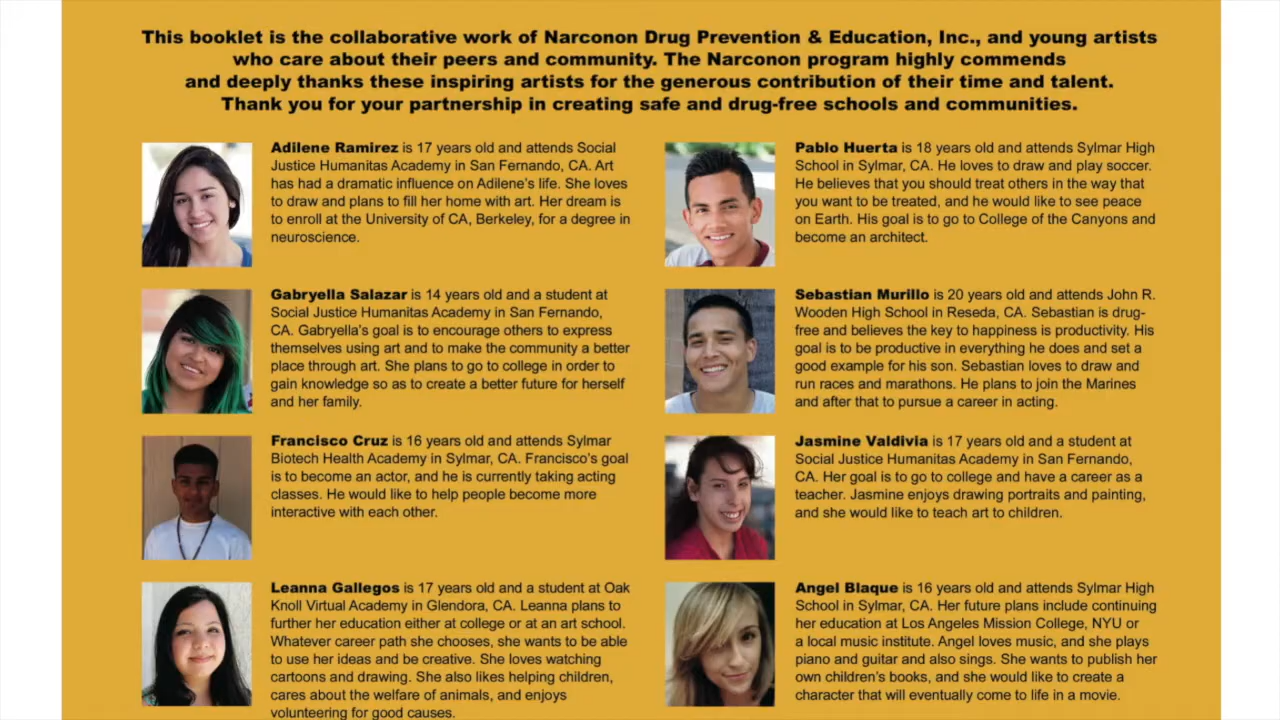 This booklet is the collaborative work of Narconon Drug Prevention & Education, Inc., and young artists
who care about their peers and community. The Narconon program highly commends
and deeply thanks these inspiring artists for the generous contribution of their time and talent.
Thank you for your partnership in creating safe and drug-free schools and communities.
Adilene Ramirez is 17 years old and attends Social
Justice Humanitas Academy in San Fernando, CA. Art
has had a dramatic influence on Adilene's life. She loves
to draw and plans to fill her home with art. Her dream is
to enroll at the University of CA, Berkeley, for a degree in
neuroscience.
Gabryella Salazar is 14 years old and a student at
Social Justice Humanitas Academy in San Fernando,
CA. Gabryella's goal is to encourage others to express
themselves using art and to make the community a better
place through art. She plans to go to college in order to
gain knowledge so as to create a better future for herself
and her family.
Francisco Cruz is 16 years old and attends Sylmar
Biotech Health Academy in Sylmar, CA. Francisco's goal
is to become an actor, and he is currently taking acting
classes. He would like to help people become more
interactive with each other.
Leanna Gallegos is 17 years old and a student at Oak
Knoll Virtual Academy in Glendora, CA. Leanna plans to
further her education either at college or at an art school.
Whatever career path she chooses, she wants to be able
to use her ideas and be creative. She loves watching
cartoons and drawing. She also likes helping children,
cares about the welfare of animals, and enjoys
volunteering for good causes.
Pablo Huerta is 18 years old and attends Sylmar High
School in Sylmar, CA. He loves to draw and play soccer.
He believes that you should treat others in the way that
you want to be treated, and he would like to see peace
on Earth. His goal is to go to College of the Canyons and
become an architect.
Sebastian Murillo is 20 years old and attends John R.
Wooden High School in Reseda, CA. Sebastian is drug-
free and believes the key to happiness is productivity. His
goal is to be productive in everything he does and set a
good example for his son. Sebastian loves to draw and
run races and marathons. He plans to join the Marines
and after that to pursue a career in acting.
Jasmine Valdivia is 17 years old and a student at
Social Justice Humanitas Academy in San Fernando,
CA. Her goal is to go to college and have a career as a
teacher. Jasmine enjoys drawing portraits and painting,
and she would like to teach art to children.
Angel Blaque is 16 years old and attends Sylmar High
School in Sylmar, CA. Her future plans include continuing
her education at Los Angeles Mission College, NYU or
a local music institute. Angel loves music, and she plays
piano and guitar and also sings. She wants to publish her
own children's books, and she would like to create a
character that will eventually come to life in a movie.